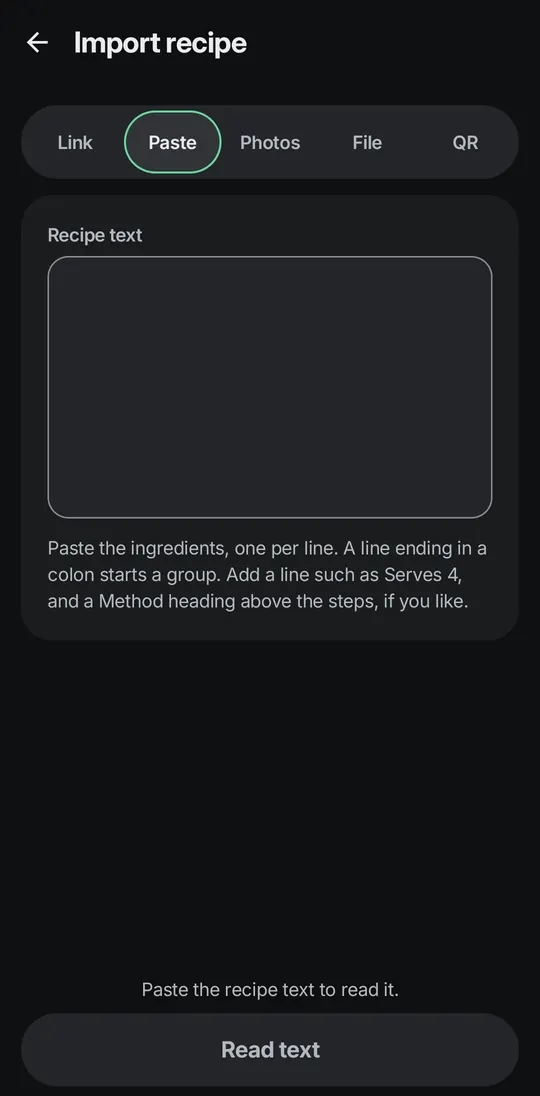 Import recipe
Link Paste Photos File QR
Recipe text
Paste the ingredients, one per line. A line ending in a
colon starts a group. Add a line such as Serves 4,
and a Method heading above the steps, if you like.
Paste the recipe text to read it.
Read text